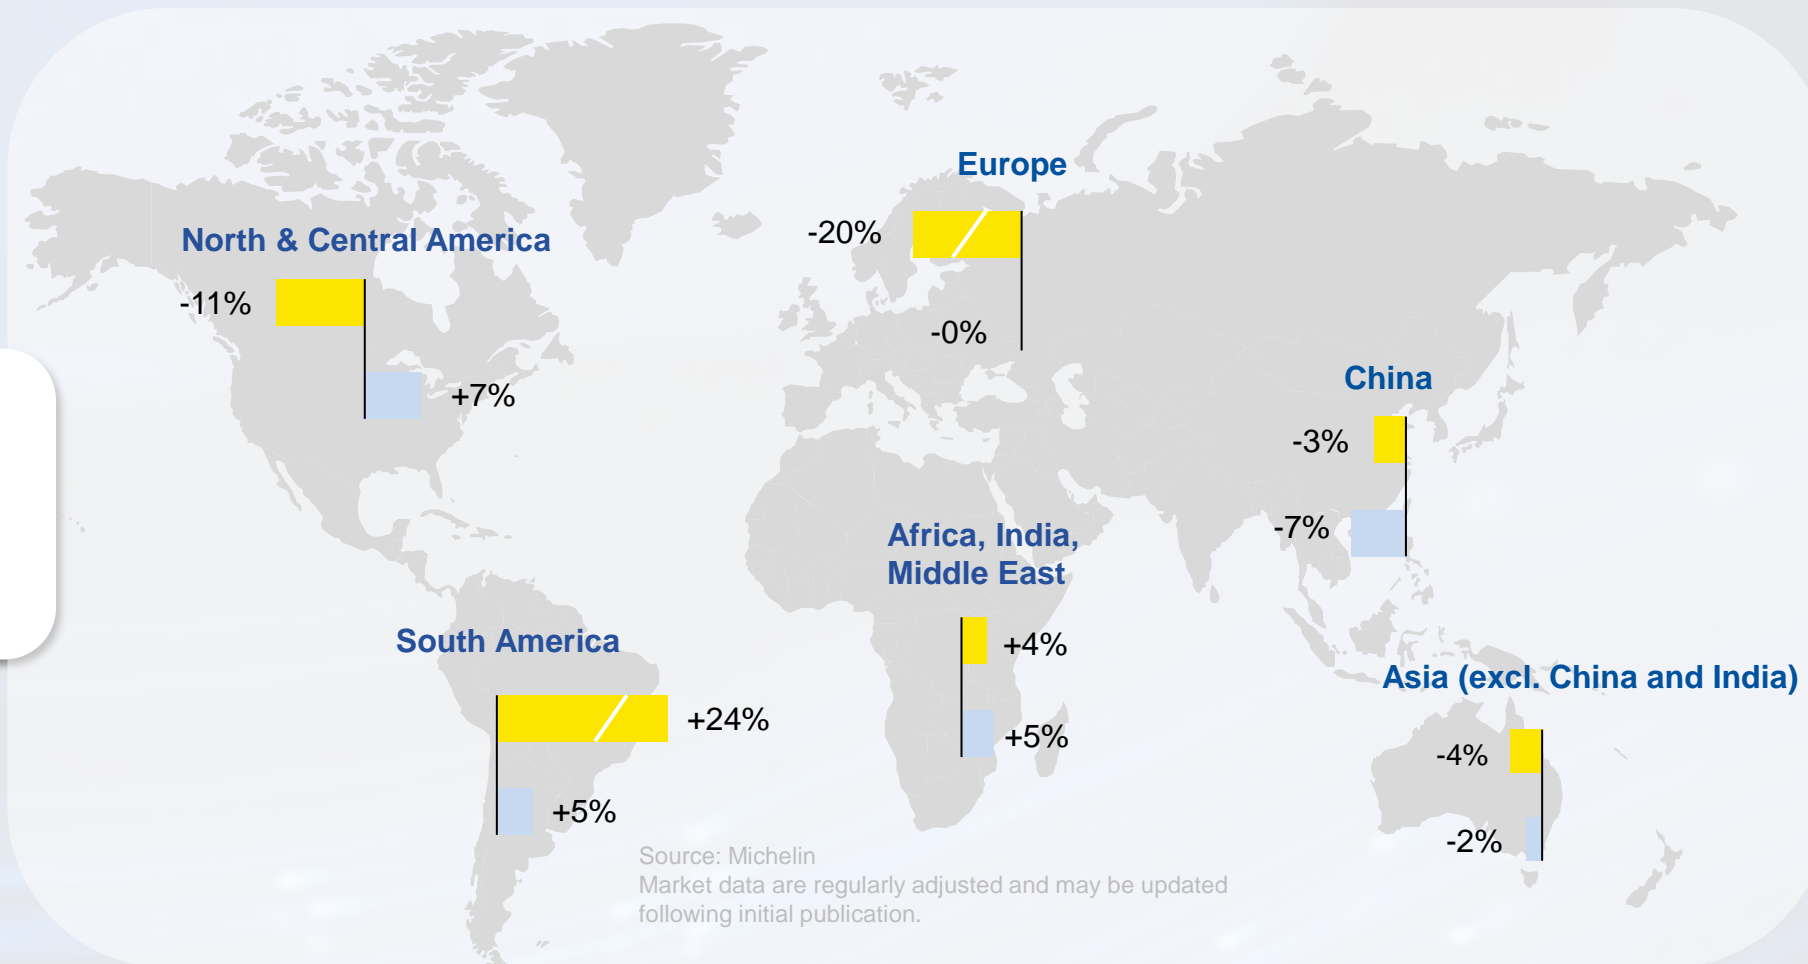 Europe
-20%
-0%
North & Central America
-11%
+7%
China
-3%
-7%
Africa, India,
Middle East
+4%
+5%
South America
+24%
+5%
Asia (excl. China and India)
-4%
-2%
Source: Michelin
Market data are regularly adjusted and may be updated
following initial publication.